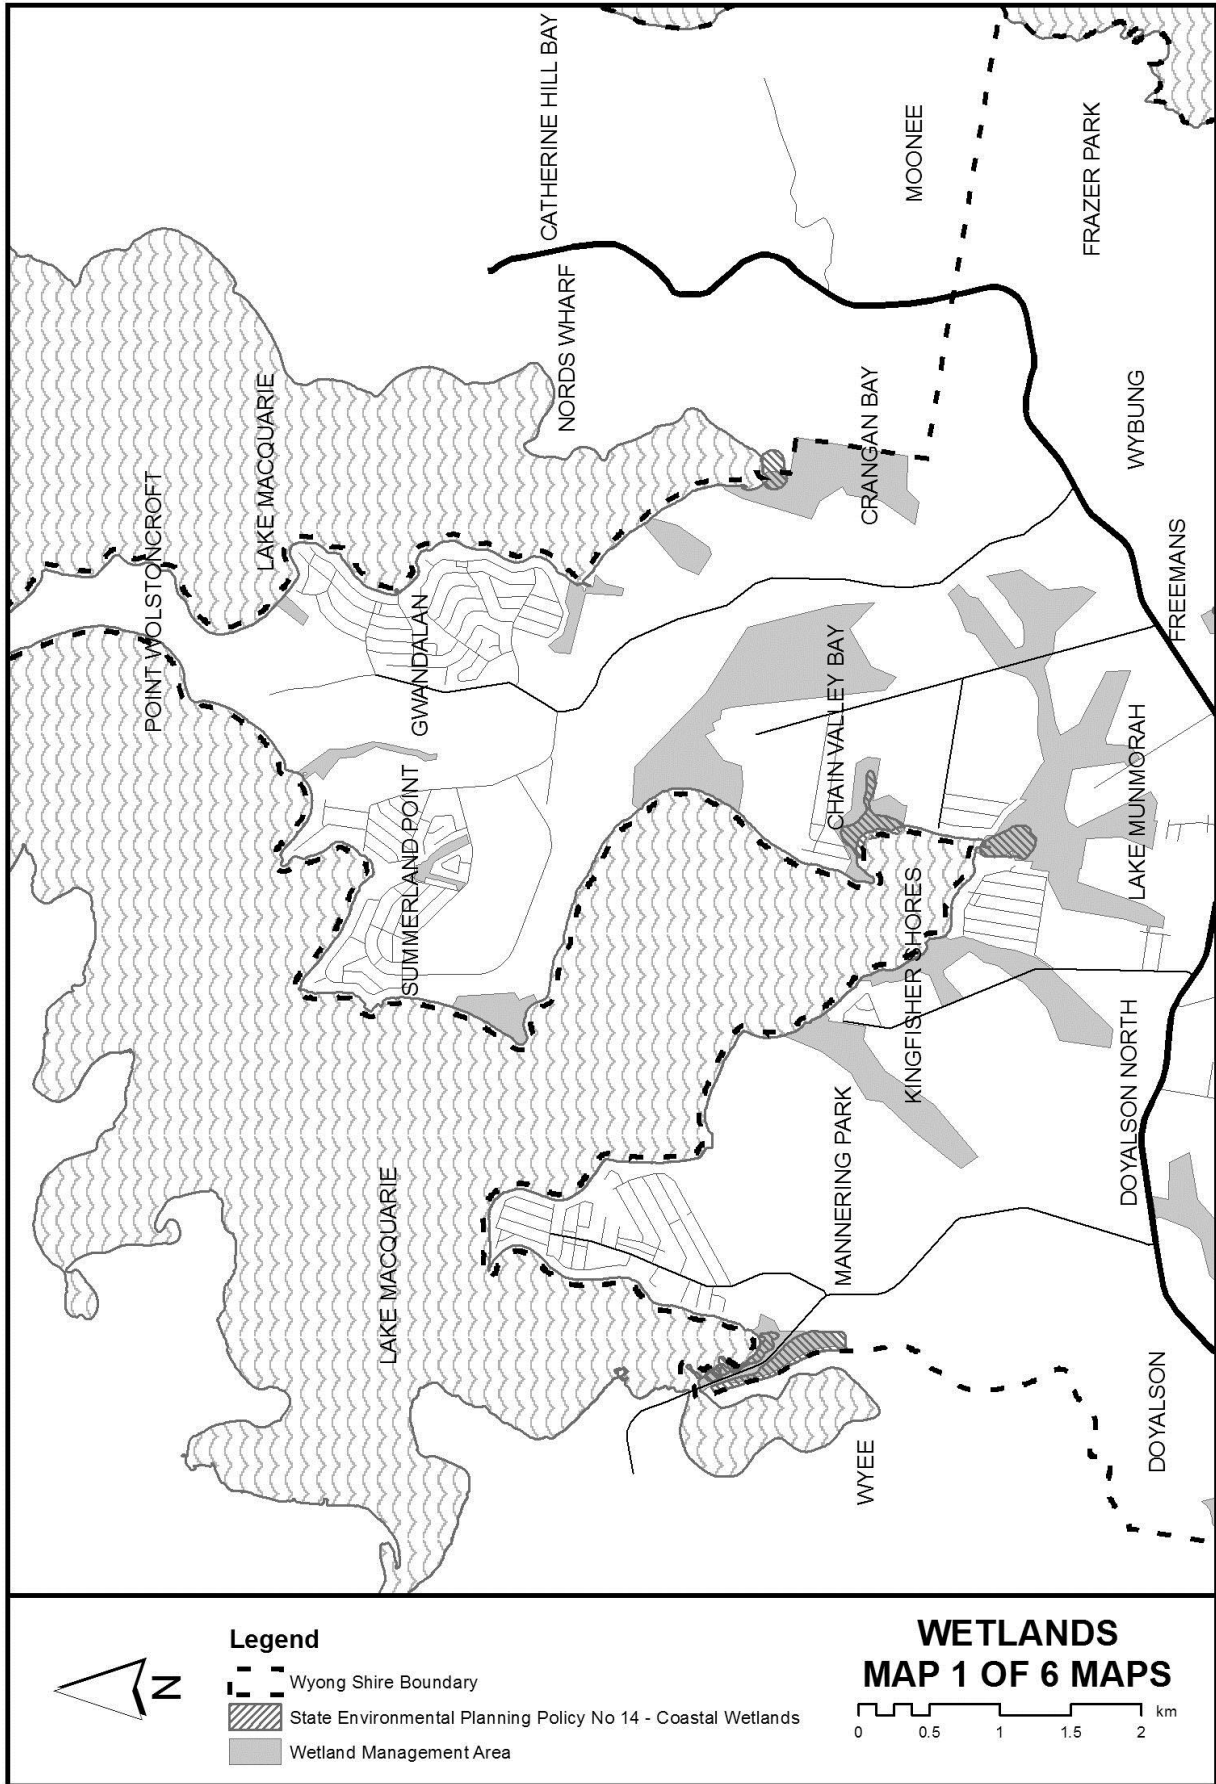 CATHERINE HILL BAY
MOONEE
FRAZER PARK
NORDS WHARF
LAKE MACQUARIE
CRANGAN BAY
WYBUNG
POINT WOLSTONCROFT
GWANDALAN
FREEMANS
CHAIN VALLEY BAY
SUMMERLAND POINT
LAKE MUNMORAH
KINGFISHER SHORES
DOYALSON NORTH
MANNERING PARK
LAKE MACQUARIE
WYEE
DOYALSON
N
Legend
Wyong Shire Boundary
State Environmental Planning Policy No 14 - Coastal Wetlands
Wetland Management Area
WETLANDS
MAP 1 OF 6 MAPS
km
0 0.5 1 1.5 2